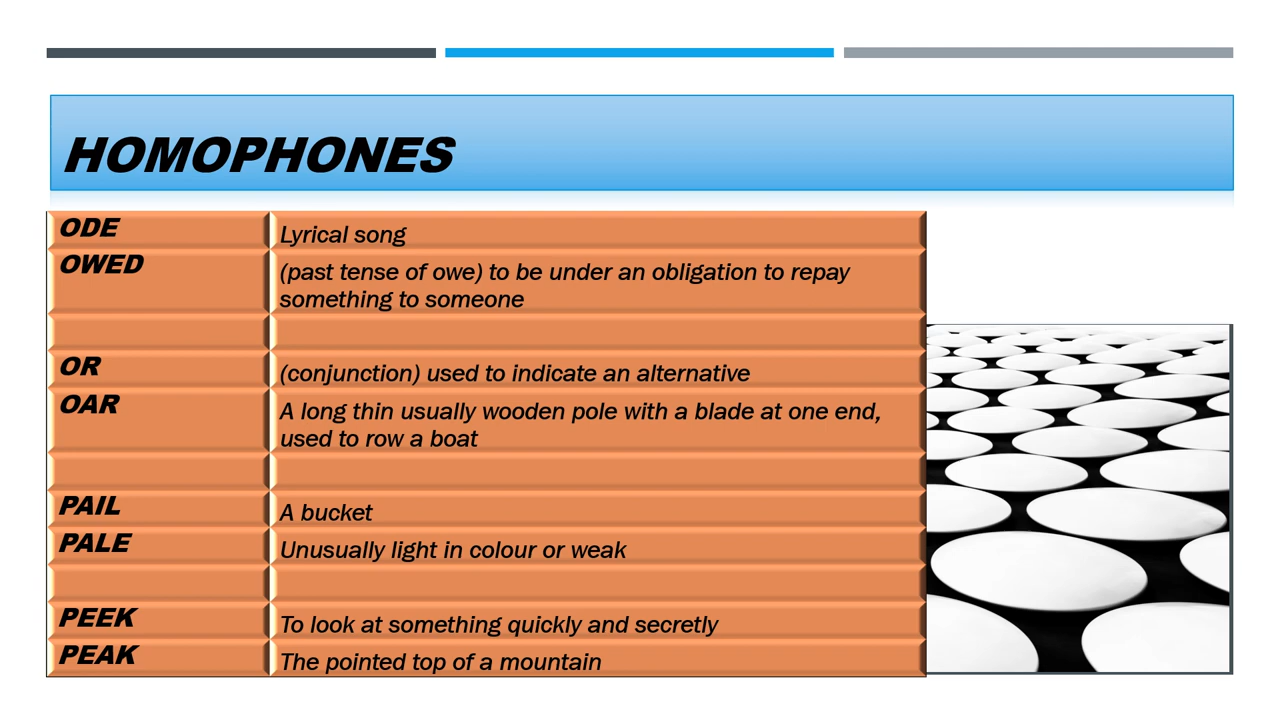 HOMOPHONES
ODE
Lyrical song
OWED
(past tense of owe) to be under an obligation to repay
something to someone
OR
(conjunction) used to indicate an alternative
OAR
A long thin usually wooden pole with a blade at one end,
used to row a boat
PAIL
A bucket
PALE
Unusually light in colour or weak
PEEK
To look at something quickly and secretly
PEAK
The pointed top of a mountain